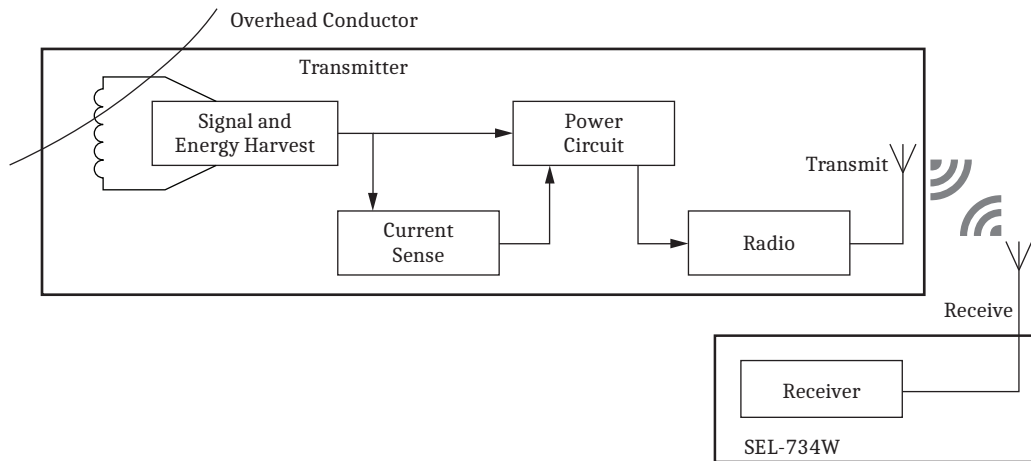 Overhead Conductor
Transmitter
Signal and
Energy Harvest
Power
Circuit
Transmit
Current
Sense
Radio
Receive
Receiver
SEL-734W